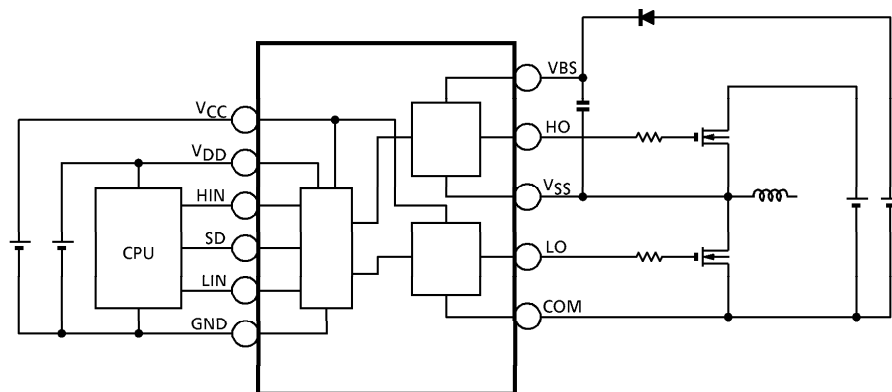 VCC
VDD
HIN
SD
LIN
GND
CPU
VBS
HO
VSS
LO
COM